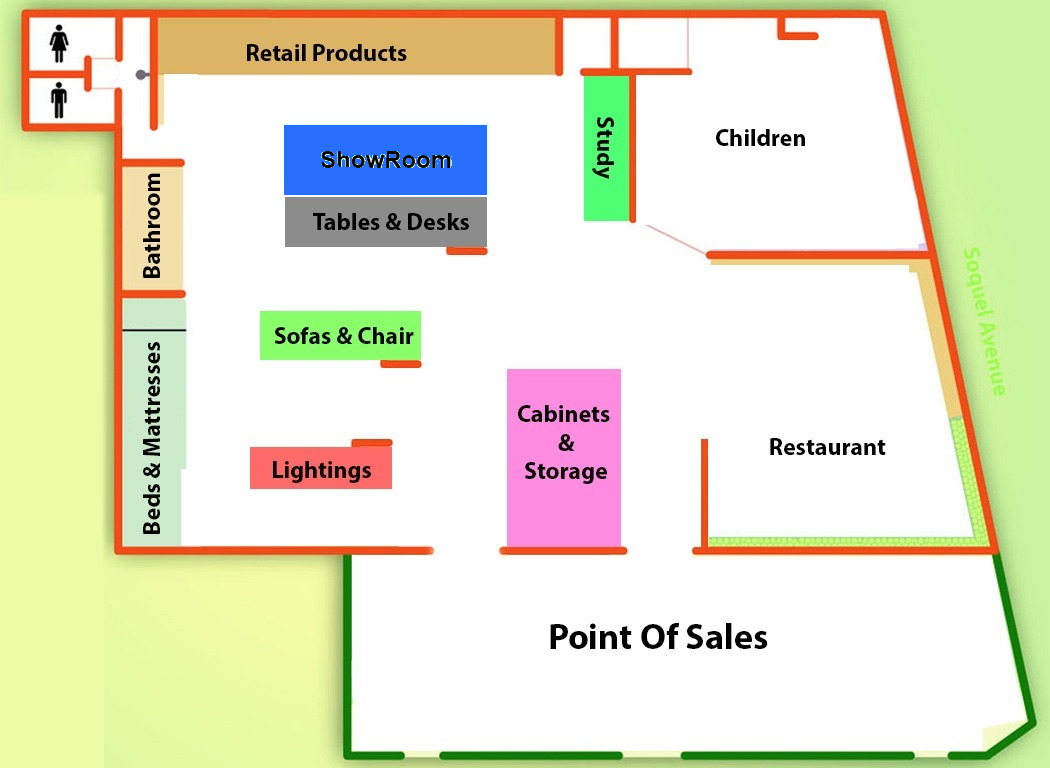 Retail Products
ShowRoom
Tables & Desks
Study
Children
Bathroom
Sofas & Chair
Beds & Mattresses
Cabinets
&
Storage
Lightings
Restaurant
Soquel Avenue
Point Of Sales